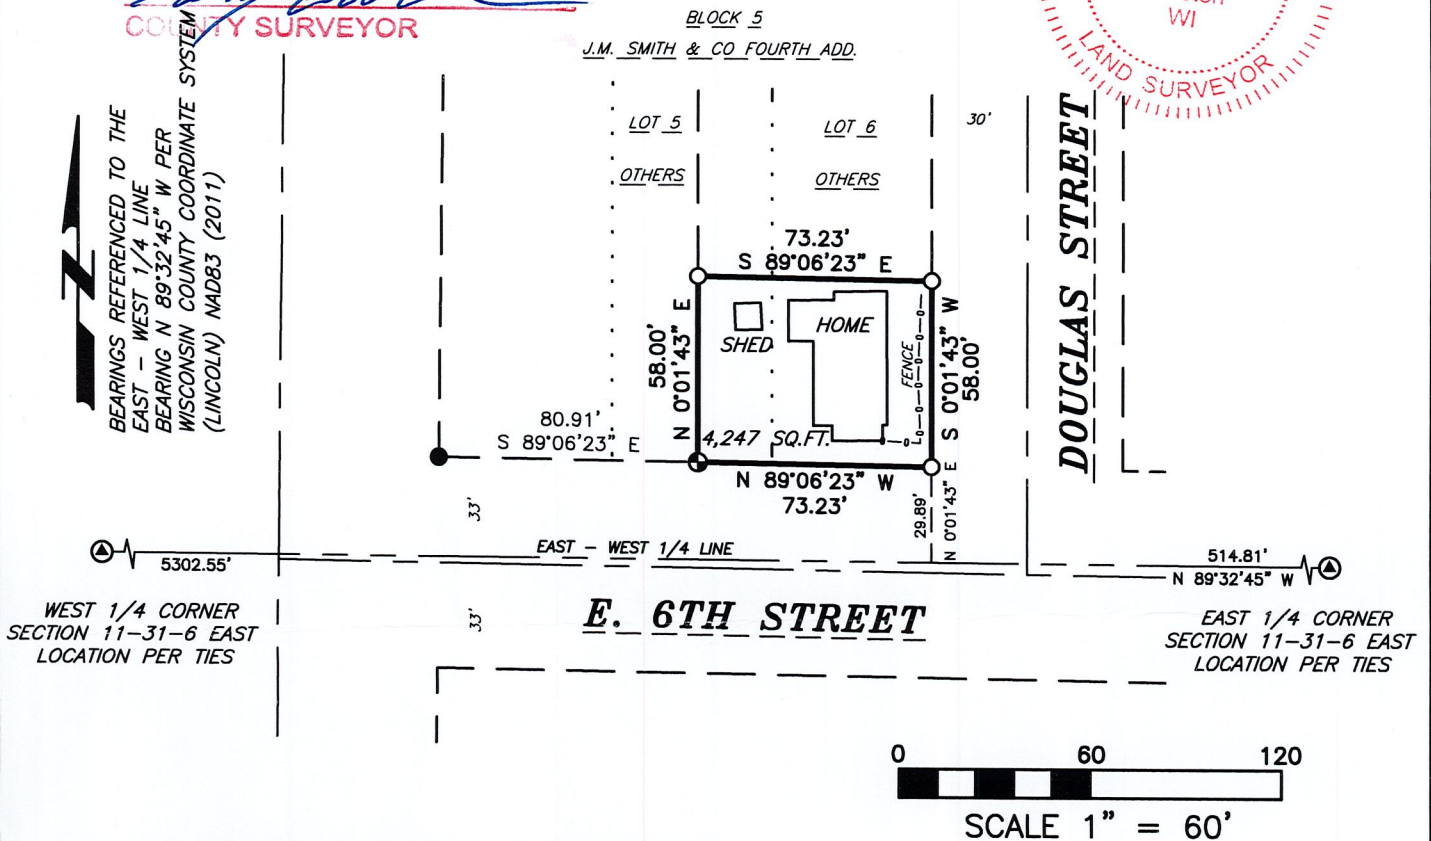 COUNTY SURVEYOR
WI
LAND SURVEYOR
BLOCK 5
J.M. SMITH & CO FOURTH ADD.
BEARINGS REFERENCED TO THE
EAST - WEST 1/4 LINE
BEARING N 89°32'45" W PER
WISCONSIN COUNTY COORDINATE SYSTEM
(LINCOLN) NAD83 (2011)
LOT 5
OTHERS
LOT 6
OTHERS
30'
DOUGLAS STREET
73.23'
S 89°06'23" E
58.00'
N 0°01'43" E
SHED
HOME
FENCE
S 0°01'43" W
58.00'
4,247 SQ.FT.
80.91'
S 89°06'23" E
N 89°06'23" W
73.23'
29.89'
N 0°01'43" E
33'
EAST - WEST 1/4 LINE
5302.55'
514.81'
N 89°32'45" W
WEST 1/4 CORNER
SECTION 11-31-6 EAST
LOCATION PER TIES
33'
E. 6TH STREET
EAST 1/4 CORNER
SECTION 11-31-6 EAST
LOCATION PER TIES
0 60 120
SCALE 1" = 60'